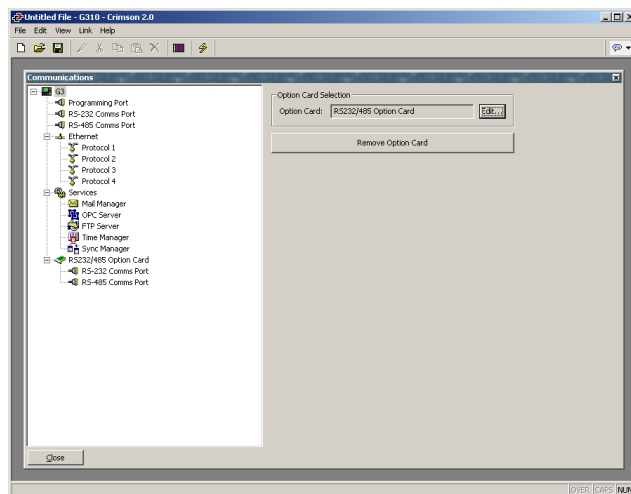 Untitled File - G310 - Crimson 2.0
File Edit View Link Help
Communications
G3
Programming Port
RS-232 Comms Port
RS-485 Comms Port
Ethernet
Protocol 1
Protocol 2
Protocol 3
Protocol 4
Services
Mail Manager
OPC Server
FTP Server
Time Manager
Sync Manager
RS232/485 Option Card
RS-232 Comms Port
RS-485 Comms Port
Option Card Selection
Option Card: RS232/485 Option Card Edit...
Remove Option Card
Close
OVER CAPS NUM